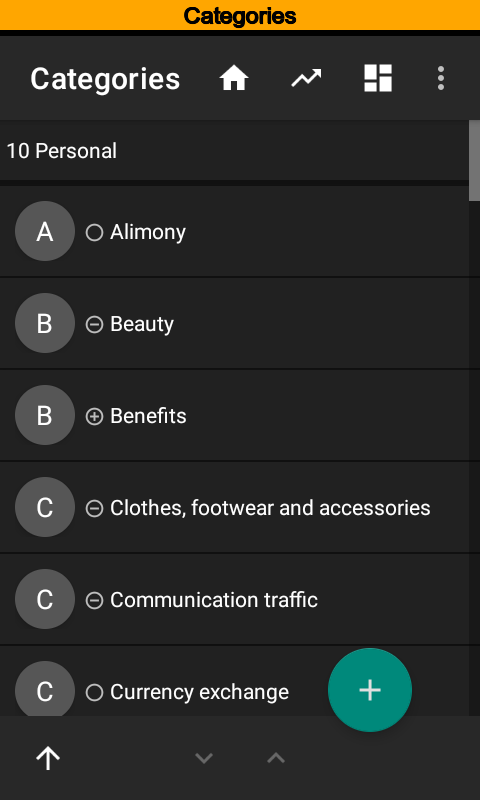 Categories
Categories
10 Personal
A Alimony
B Beauty
B Benefits
C Clothes, footwear and accessories
C Communication traffic
C Currency exchange